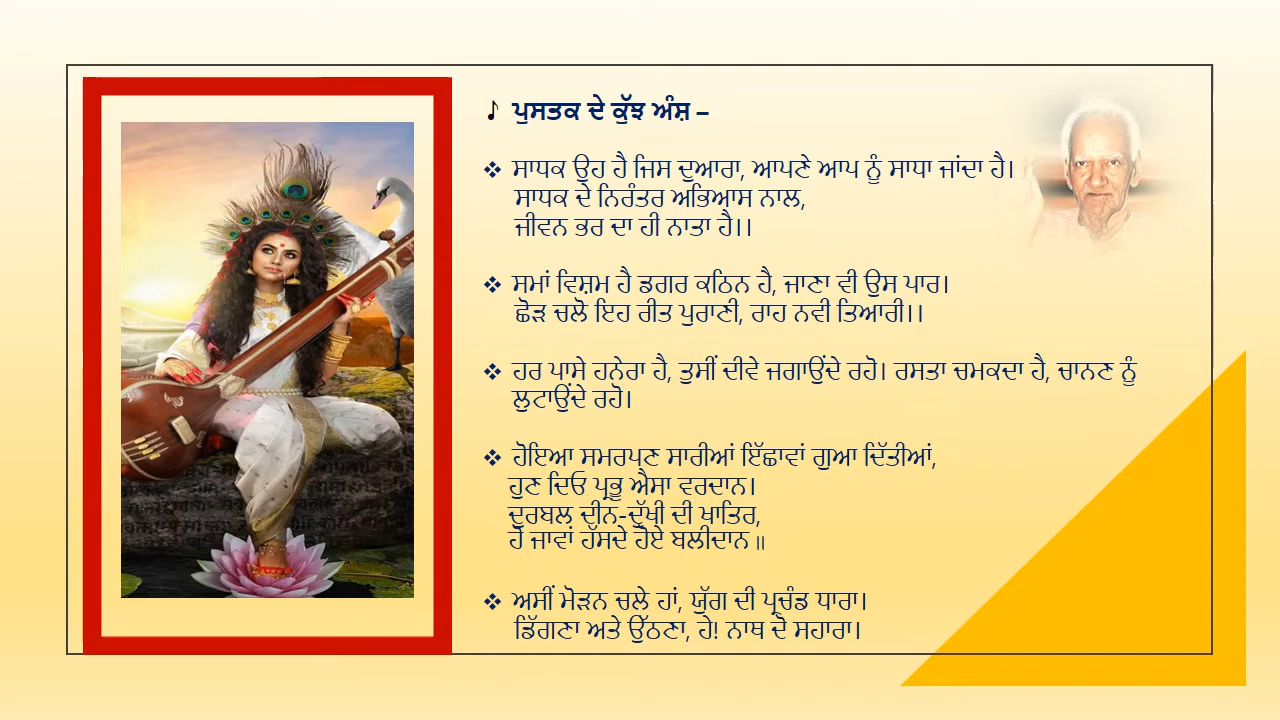 ♪ ਪੁਸਤਕ ਦੇ ਕੁੱਝ ਅੰਸ਼ –
❖ ਸਾਧਕ ਉਹ ਹੈ ਜਿਸ ਦੁਆਰਾ, ਆਪਣੇ ਆਪ ਨੂੰ ਸਾਧਾ ਜਾਂਦਾ ਹੈ।
ਸਾਧਕ ਦੇ ਨਿਰੰਤਰ ਅਭਿਆਸ ਨਾਲ,
ਜੀਵਨ ਭਰ ਦਾ ਹੀ ਨਾਤਾ ਹੈ।।
❖ ਸਮਾਂ ਵਿਸ਼ਮ ਹੈ ਡਗਰ ਕਠਿਨ ਹੈ, ਜਾਣਾ ਵੀ ਉਸ ਪਾਰ।
ਛੋੜ ਚਲੋ ਇਹ ਰੀਤ ਪੁਰਾਣੀ, ਰਾਹ ਨਵੀ ਤਿਆਰੀ।।
❖ ਹਰ ਪਾਸੇ ਹਨੇਰਾ ਹੈ, ਤੁਸੀਂ ਦੀਵੇ ਜਗਾਉਂਦੇ ਰਹੋ। ਰਸਤਾ ਚਮਕਦਾ ਹੈ, ਚਾਨਣ ਨੂੰ
ਲੁਟਾਉਂਦੇ ਰਹੋ।
❖ ਹੋਇਆ ਸਮਰਪਣ ਸਾਰੀਆਂ ਇੱਛਾਵਾਂ ਗੁਆ ਦਿੱਤੀਆਂ,
ਹੁਣ ਦਿਓ ਪ੍ਰਭੂ ਐਸਾ ਵਰਦਾਨ।
ਦੁਰਬਲ ਦੀਨ-ਦੁੱਖੀ ਦੀ ਖਾਤਿਰ,
ਹੋ ਜਾਵਾਂ ਹੱਸਦੇ ਹੋਏ ਬਲੀਦਾਨ॥
❖ ਅਸੀਂ ਮੋੜਨ ਚਲੇ ਹਾਂ, ਯੁੱਗ ਦੀ ਪ੍ਰਚੰਡ ਧਾਰਾ।
ਡਿੱਗਣਾ ਅਤੇ ਉੱਠਣਾ, ਹੇ! ਨਾਥ ਦੋ ਸਹਾਰਾ।